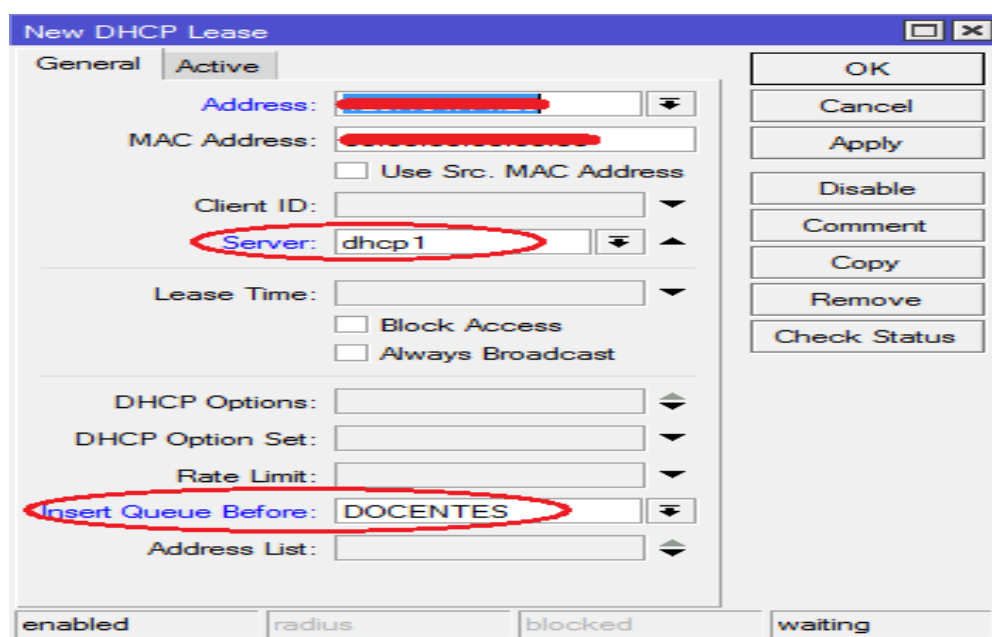 New DHCP Lease
General Active
Address:
MAC Address:
Use Src. MAC Address
Client ID:
Server: dhcp1
Lease Time:
Block Access
Always Broadcast
DHCP Options:
DHCP Option Set:
Rate Limit:
Insert Queue Before: DOCENTES
Address List:
OK
Cancel
Apply
Disable
Comment
Copy
Remove
Check Status
enabled radius blocked waiting